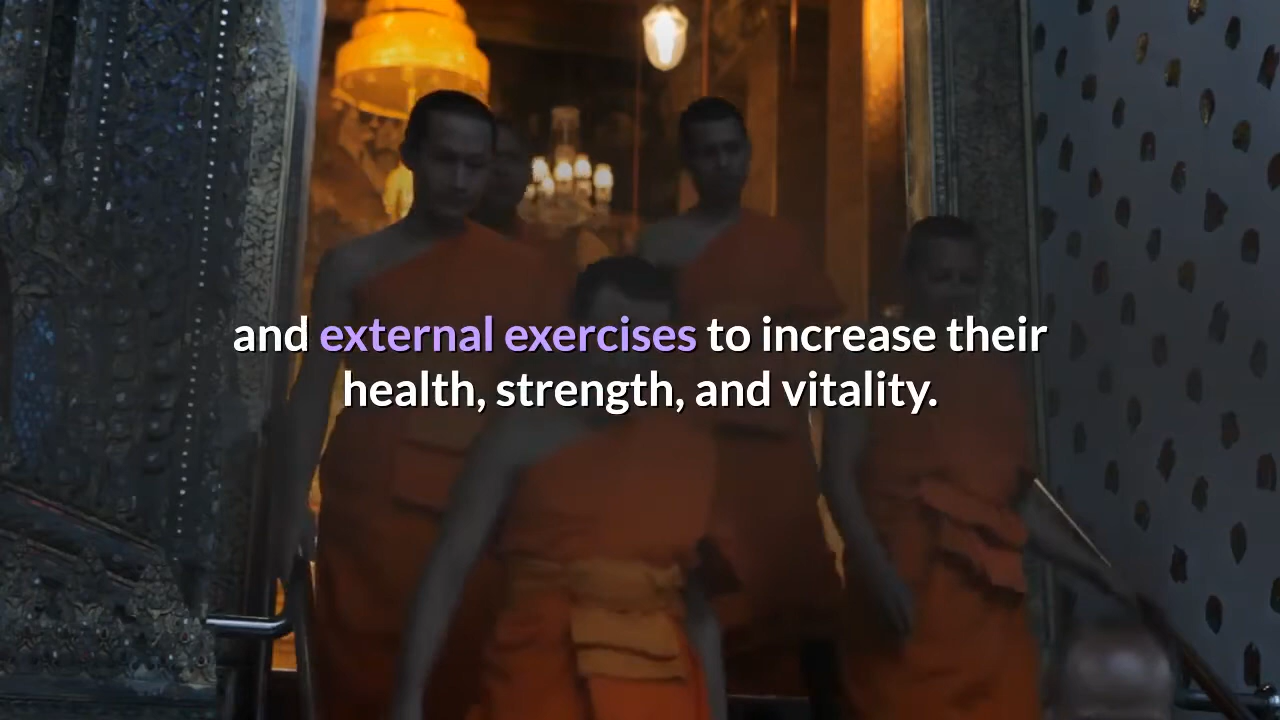 and external exercises to increase their
health, strength, and vitality.